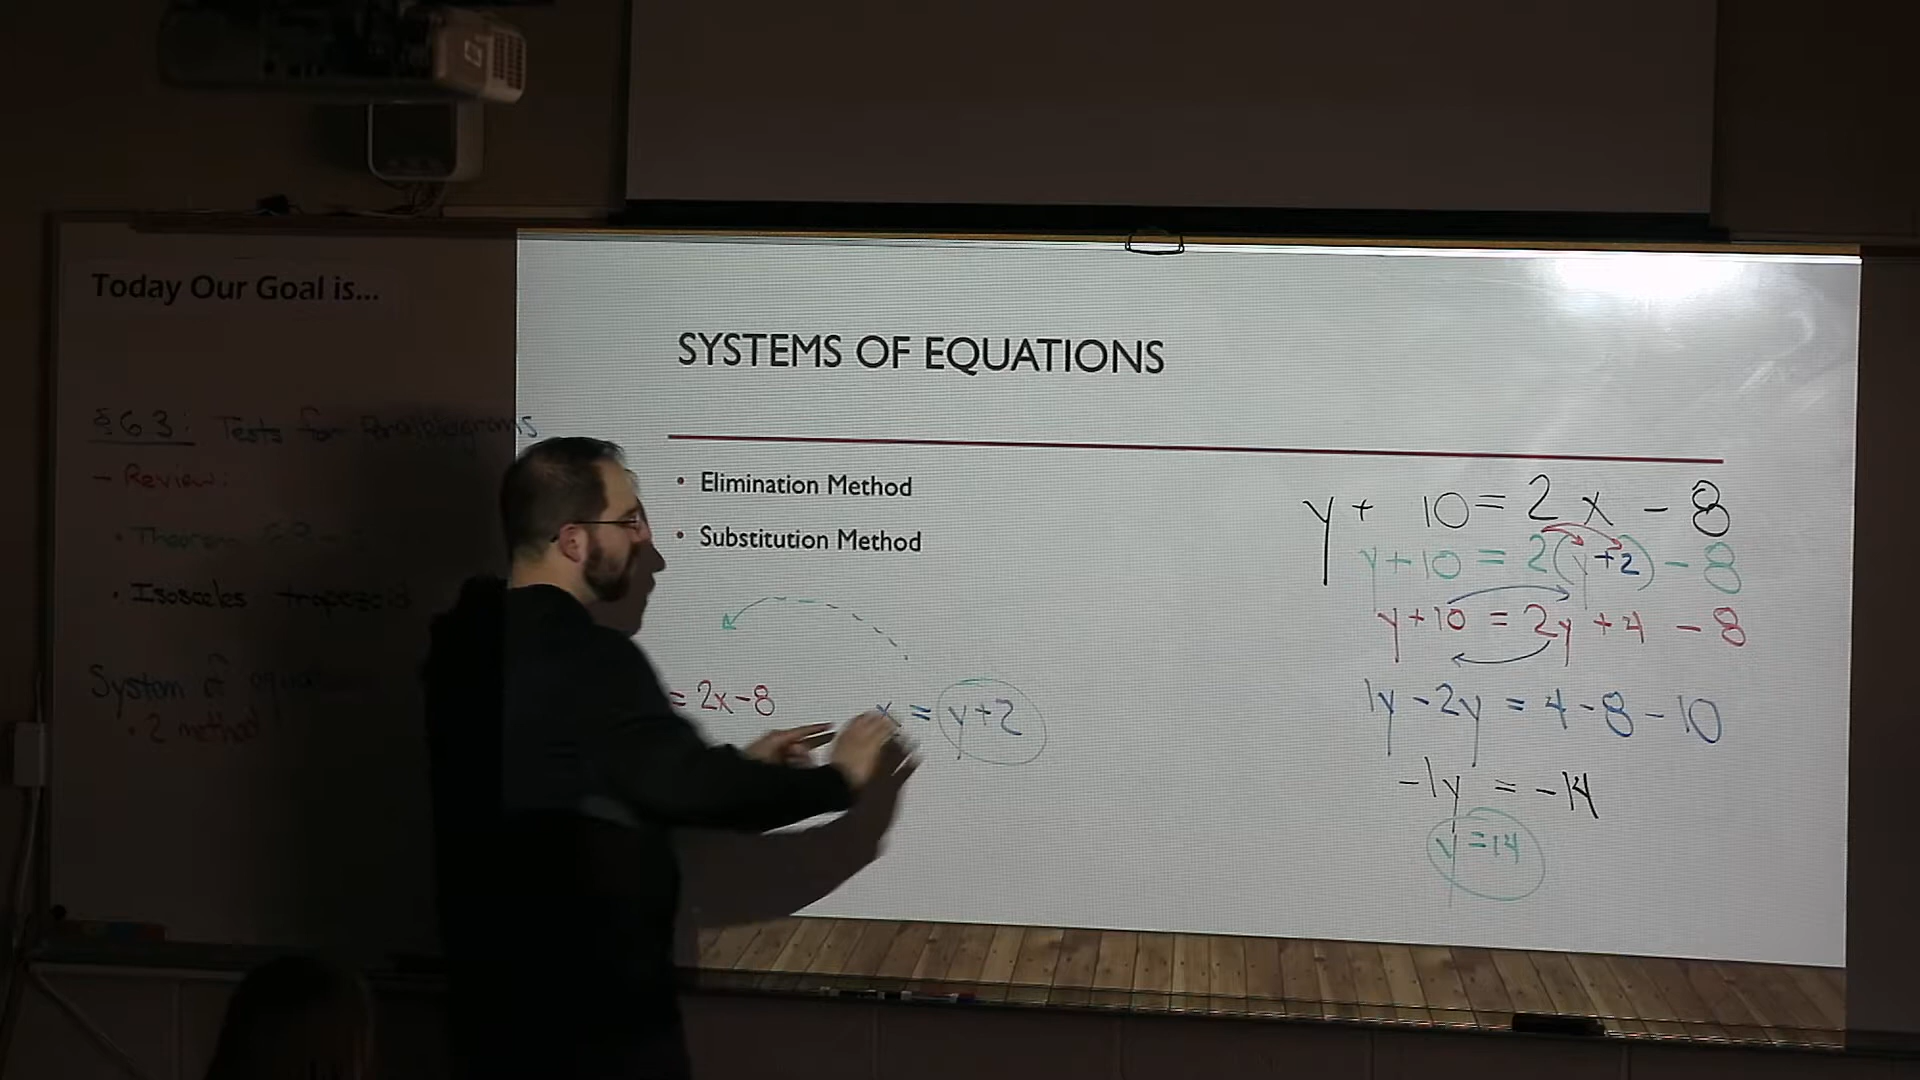 Today Our Goal is...
§ 6.3: Tests for Parallelograms
- Review:
• Theorem
• Isosceles trapezoid
System of
• 2 method
SYSTEMS OF EQUATIONS
• Elimination Method
• Substitution Method
= 2x-8
x = y+2
y + 10 = 2x - 8
y+10 = 2(y+2) - 8
y+10 = 2y + 4 - 8
1y - 2y = 4 - 8 - 10
-1y = -14
y = 14